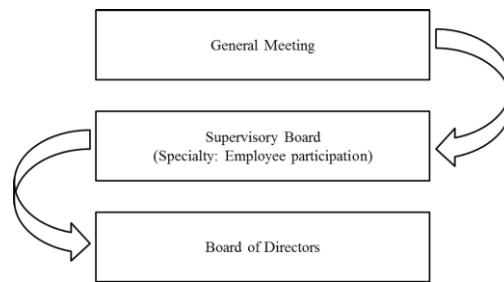 General Meeting
Supervisory Board
(Specialty: Employee participation)
Board of Directors